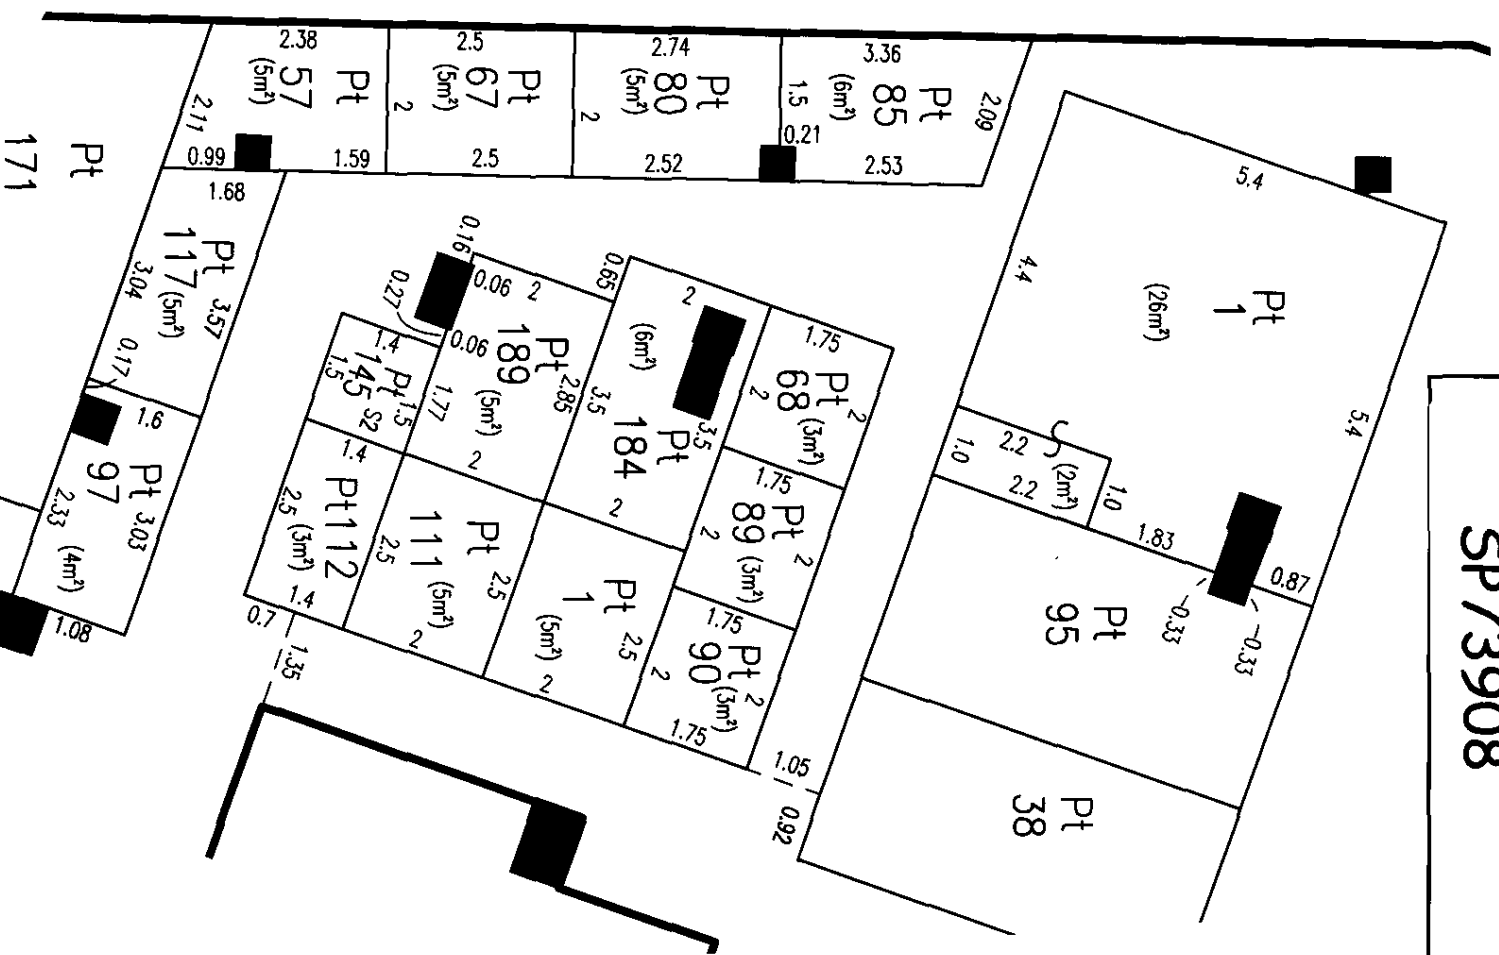 2.38
Pt
57
(5m²)
2.11
0.99
1.59
2.5
Pt
67
(5m²)
2
2.5
2.74
Pt
80
(5m²)
2
2.52
3.36
Pt
85
(6m²)
1.5
0.21
2.09
2.53
Pt
171
1.68
Pt
117
(5m²)
3.57
3.04
0.17
1.6
Pt
97
3.03
2.33
(4m²)
1.08
0.16
0.06
2
0.27
0.06
Pt
189
(5m²)
2.85
1.77
2
1.4
Pt
145
S2
1.5
1.5
1.4
Pt112
2.5
(3m²)
1.4
0.7
1.35
Pt
111
(5m²)
2.5
2.5
2
0.65
2
(6m²)
Pt
184
3.5
3.5
2
Pt
1
(5m²)
2.5
2
1.75
Pt
68
(3m²)
2
2
1.75
Pt
89
(3m²)
2
2
1.75
Pt
90
(3m²)
2
2
1.75
1.05
0.92
5.4
4.4
Pt
1
(26m²)
5.4
2.2
1.0
2.2
(2m²)
1.0
1.83
0.87
0.33
0.33
Pt
95
Pt
38
SP73908